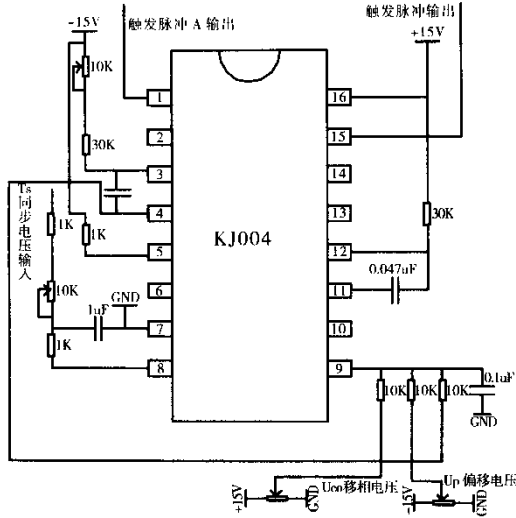 触发脉冲 A 输出
触发脉冲输出
-15V
+15V
10K
30K
1
2
3
4
5
6
7
8
16
15
14
13
12
11
10
9
KJ004
Ts
同步电压输入
1K
1K
10K
1uF
GND
1K
30K
0.047uF
10K
10K
10K
0.1uF
GND
Uco移相电压
Up 偏移电压
+15V
GND
-15V
GND